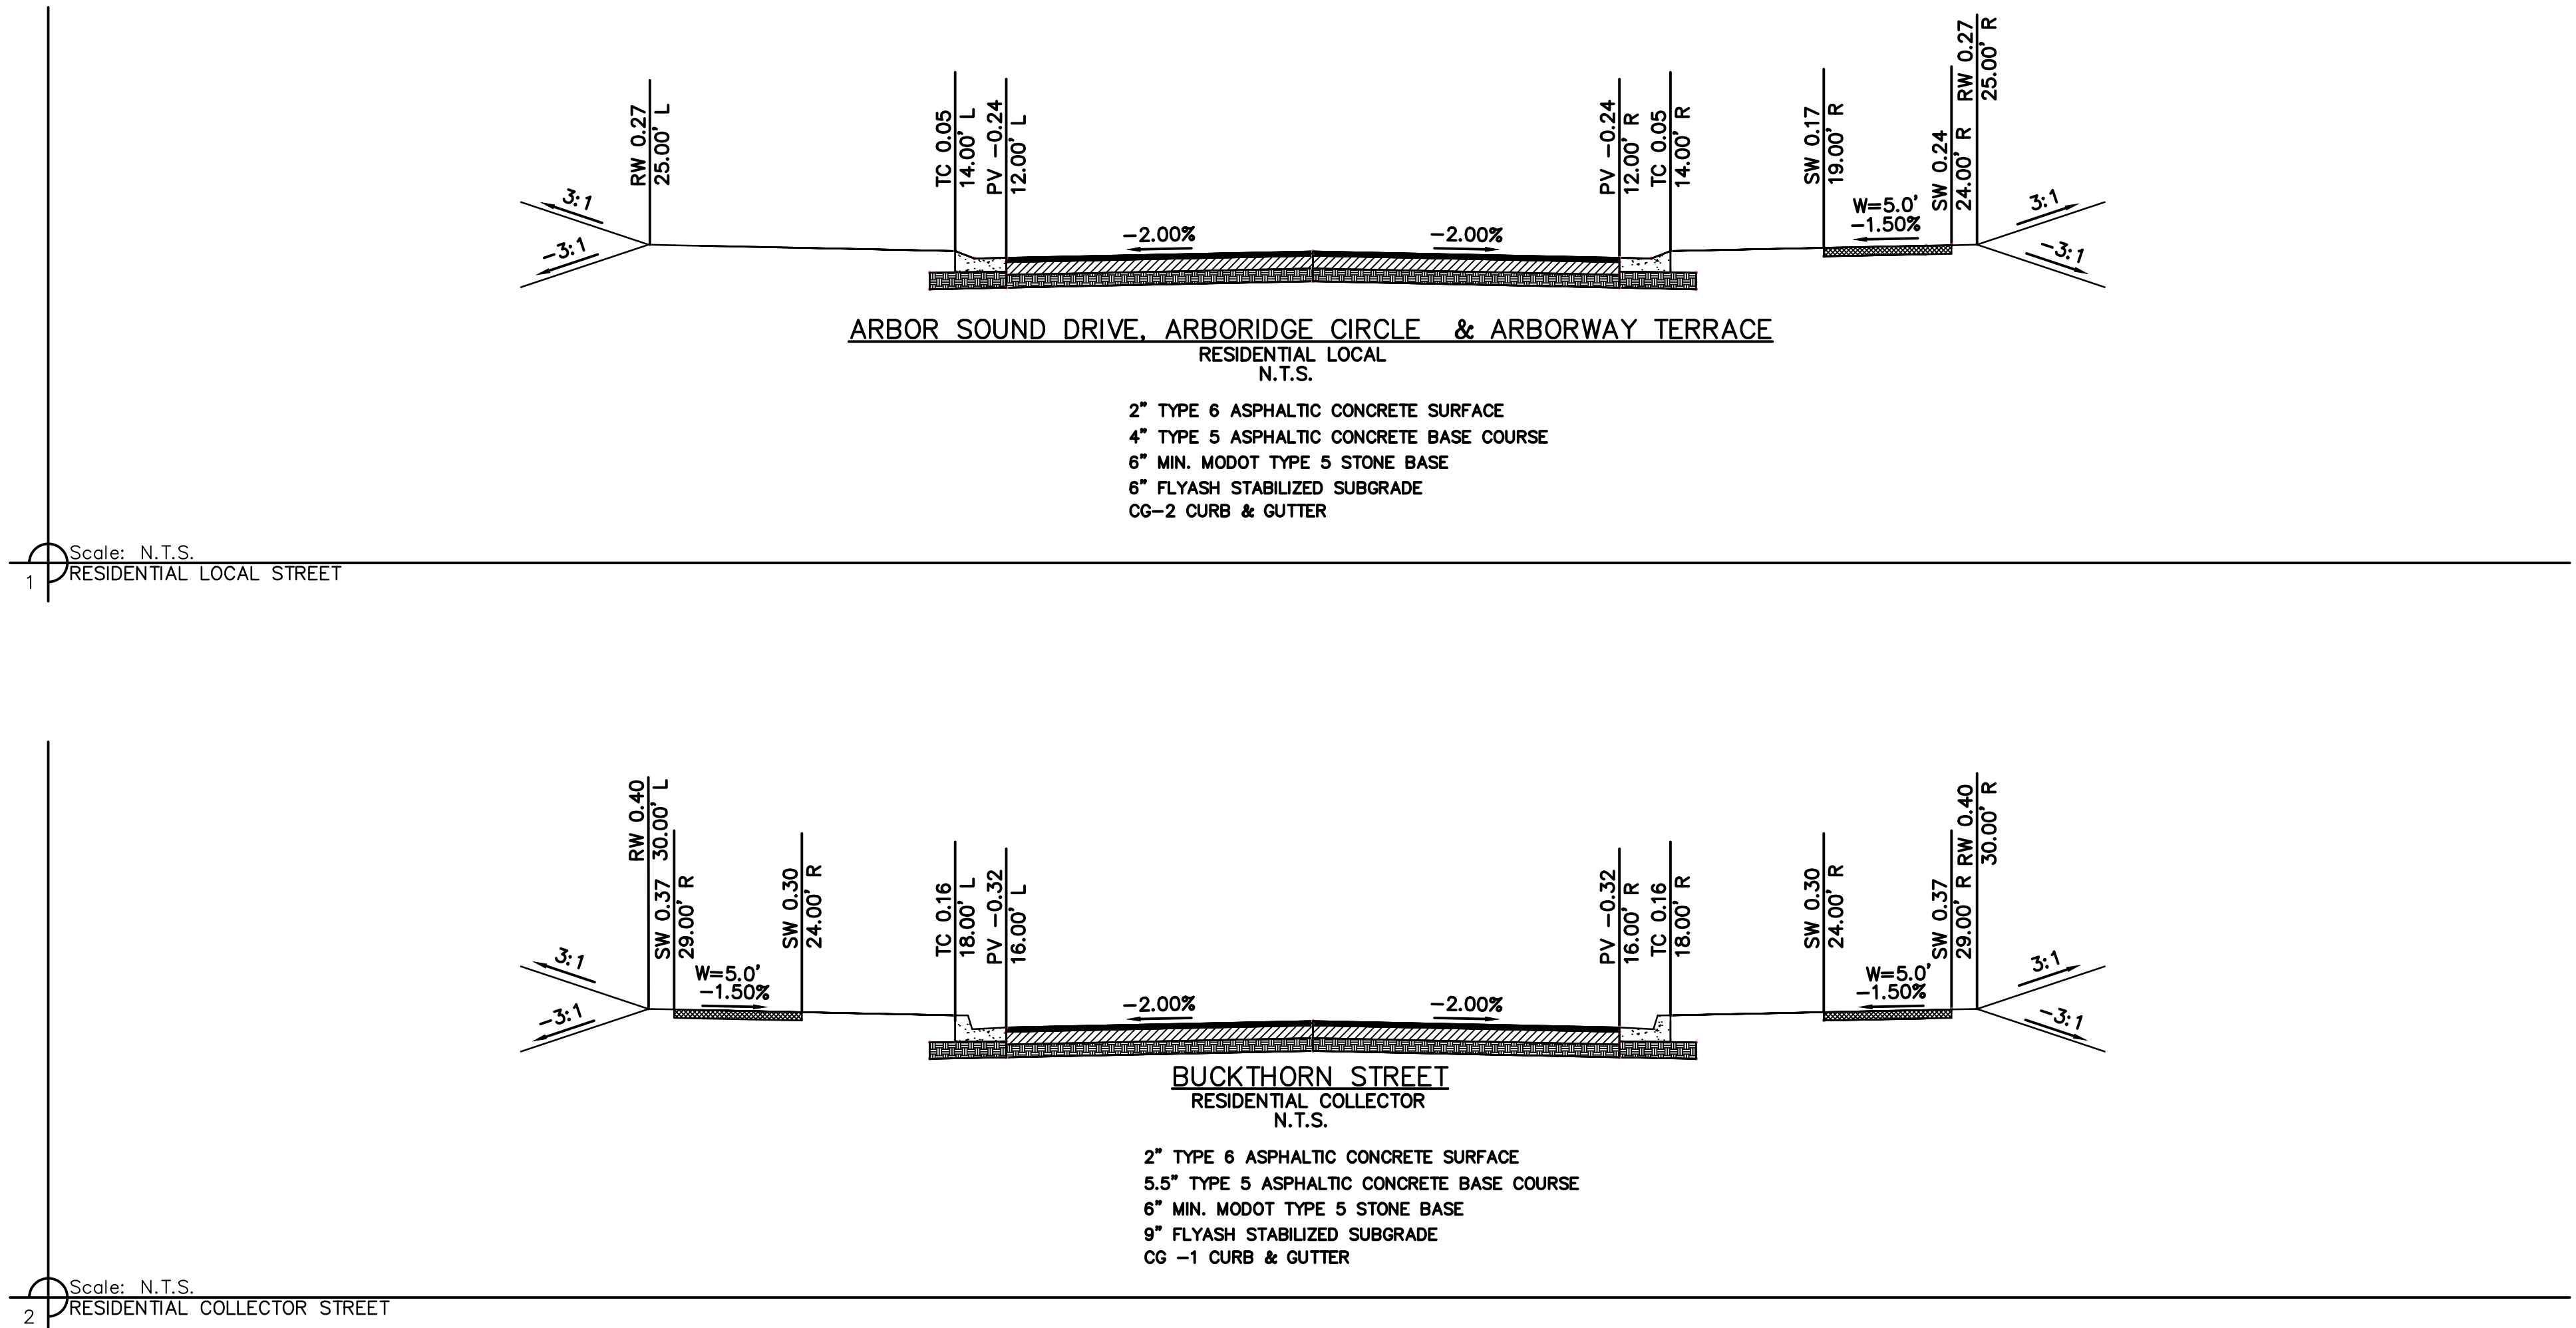 RW 0.27
25.00' L
TC 0.05
14.00' L
PV -0.24
12.00' L
PV -0.24
12.00' R
TC 0.05
14.00' R
SW 0.17
19.00' R
SW 0.24
24.00' R
RW 0.27
25.00' R
3:1
-3:1
-2.00%
-2.00%
W=5.0'
-1.50%
3:1
-3:1
ARBOR SOUND DRIVE, ARBORIDGE CIRCLE & ARBORWAY TERRACE
RESIDENTIAL LOCAL
N.T.S.
2" TYPE 6 ASPHALTIC CONCRETE SURFACE
4" TYPE 5 ASPHALTIC CONCRETE BASE COURSE
6" MIN. MODOT TYPE 5 STONE BASE
6" FLYASH STABILIZED SUBGRADE
CG-2 CURB & GUTTER
Scale: N.T.S.
1
RESIDENTIAL LOCAL STREET
RW 0.40
30.00' L
SW 0.37
29.00' R
SW 0.30
24.00' R
TC 0.16
18.00' L
PV -0.32
16.00' L
PV -0.32
16.00' R
TC 0.16
18.00' R
SW 0.30
24.00' R
SW 0.37
29.00' R
RW 0.40
30.00' R
3:1
-3:1
W=5.0'
-1.50%
-2.00%
-2.00%
W=5.0'
-1.50%
3:1
-3:1
BUCKTHORN STREET
RESIDENTIAL COLLECTOR
N.T.S.
2" TYPE 6 ASPHALTIC CONCRETE SURFACE
5.5" TYPE 5 ASPHALTIC CONCRETE BASE COURSE
6" MIN. MODOT TYPE 5 STONE BASE
9" FLYASH STABILIZED SUBGRADE
CG -1 CURB & GUTTER
Scale: N.T.S.
2
RESIDENTIAL COLLECTOR STREET